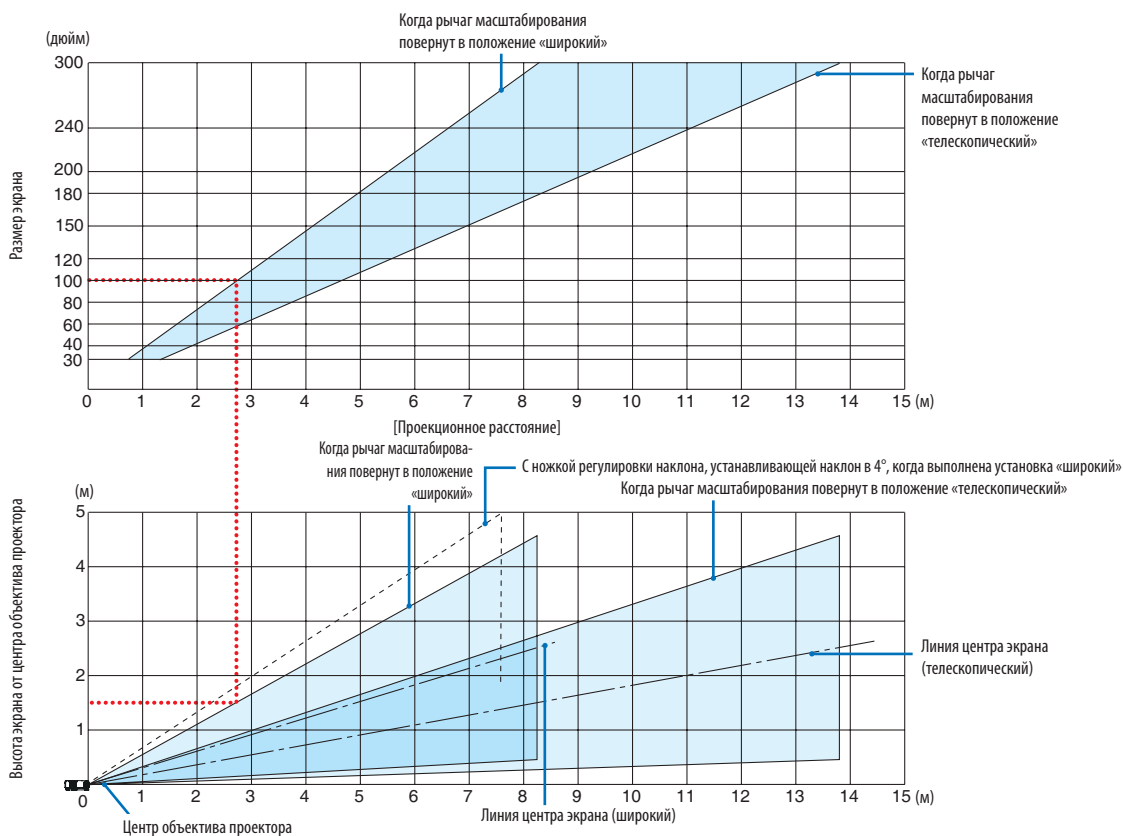 Когда рычаг масштабирования
повернут в положение «широкий»
(дюйм)
300
240
200
180
150
120
100
80
60
40
30
Размер экрана
Когда рычаг
масштабирования
повернут в положение
«телескопический»
0 1 2 3 4 5 6 7 8 9 10 11 12 13 14 15 (м)
[Проекционное расстояние]
Когда рычаг масштабирова-
ния повернут в положение
«широкий»
С ножкой регулировки наклона, устанавливающей наклон в 4°, когда выполнена установка «широкий»
Когда рычаг масштабирования повернут в положение «телескопический»
(м)
5
4
3
2
1
Высота экрана от центра объектива проектора
Линия центра экрана
(телескопический)
0 1 2 3 4 5 6 7 8 9 10 11 12 13 14 15 (м)
Линия центра экрана (широкий)
Центр объектива проектора